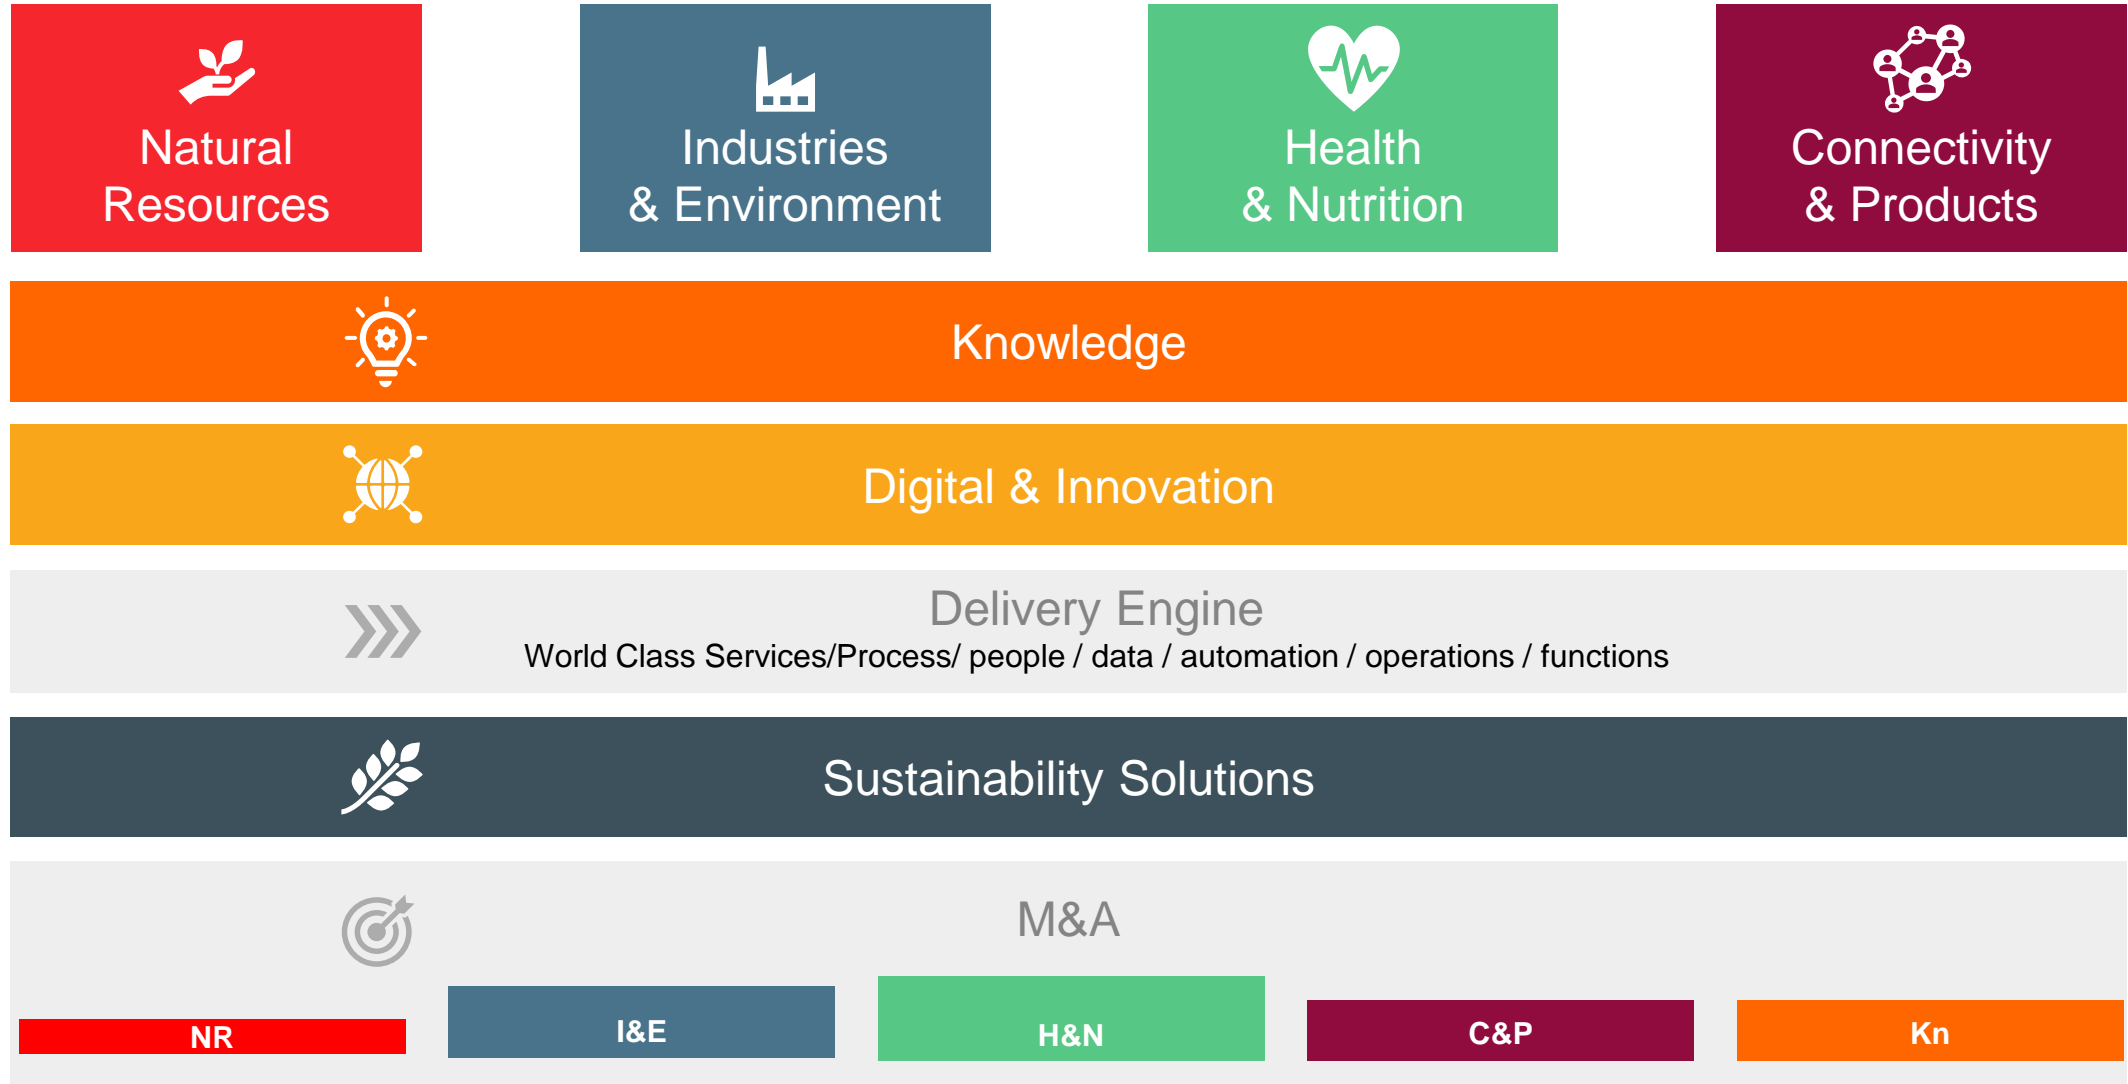 Natural
Resources
Industries
& Environment
Health
& Nutrition
Connectivity
& Products
Knowledge
Digital & Innovation
Delivery Engine
World Class Services/Process/ people / data / automation / operations / functions
Sustainability Solutions
M&A
NR
I&E
H&N
C&P
Kn